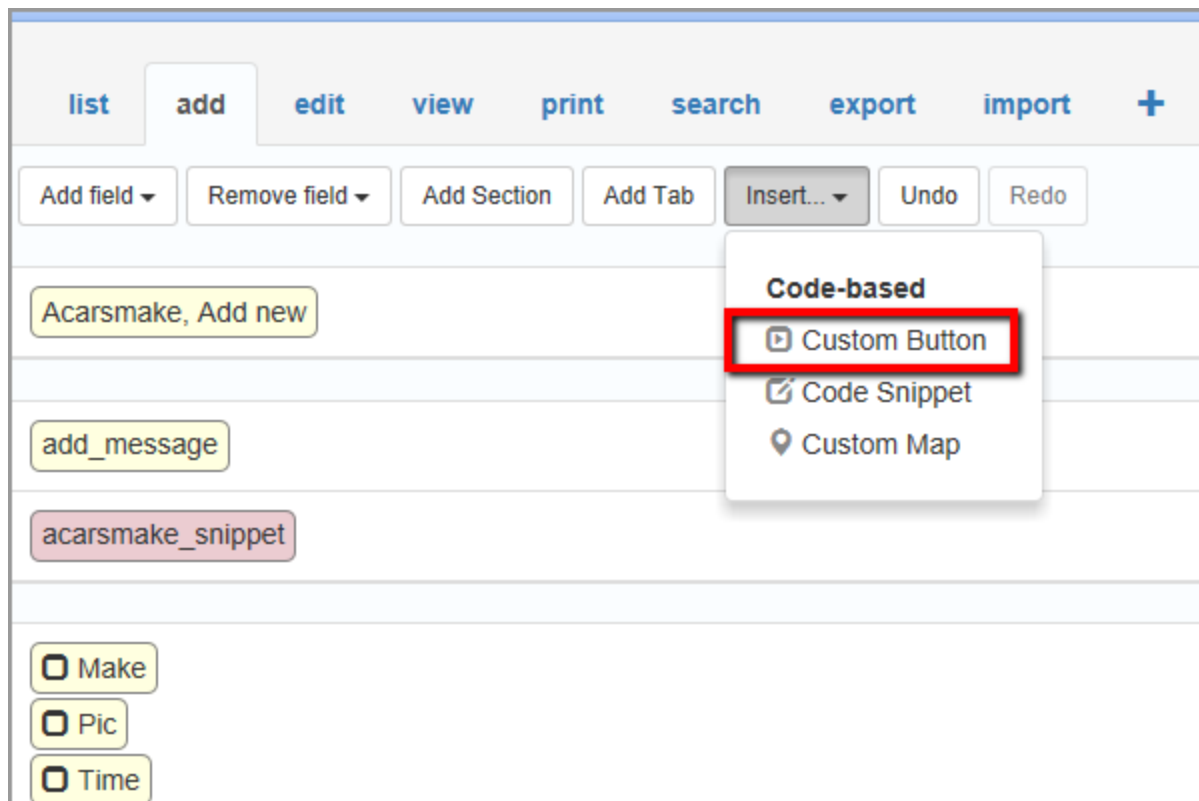 list add edit view print search export import +
Add field Remove field Add Section Add Tab Insert... Undo Redo
Code-based
Acarsmake, Add new
Custom Button
Code Snippet
add_message
Custom Map
acarsmake_snippet
Make
Pic
Time